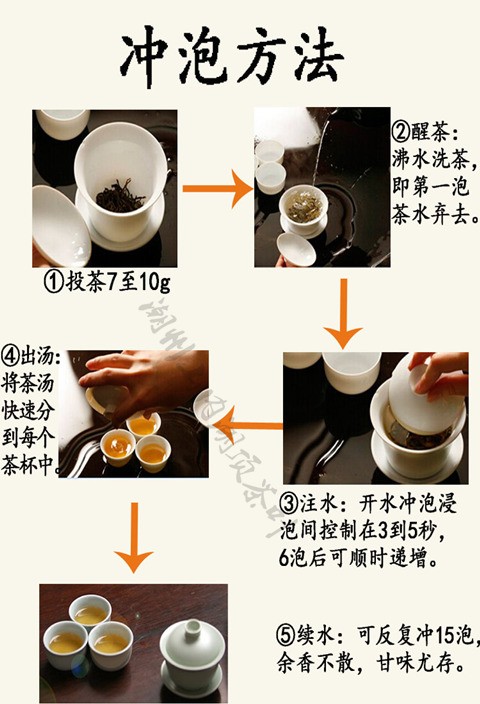 冲泡方法
①投茶7至10g
②醒茶：
沸水洗茶，
即第一泡
茶水弃去。
③注水：开水冲泡浸
泡间控制在3到5秒，
6泡后可顺时递增。
④出汤：
将茶汤
快速分
到每个
茶杯中。
⑤续水：可反复冲15泡，
余香不散，甘味尤存。